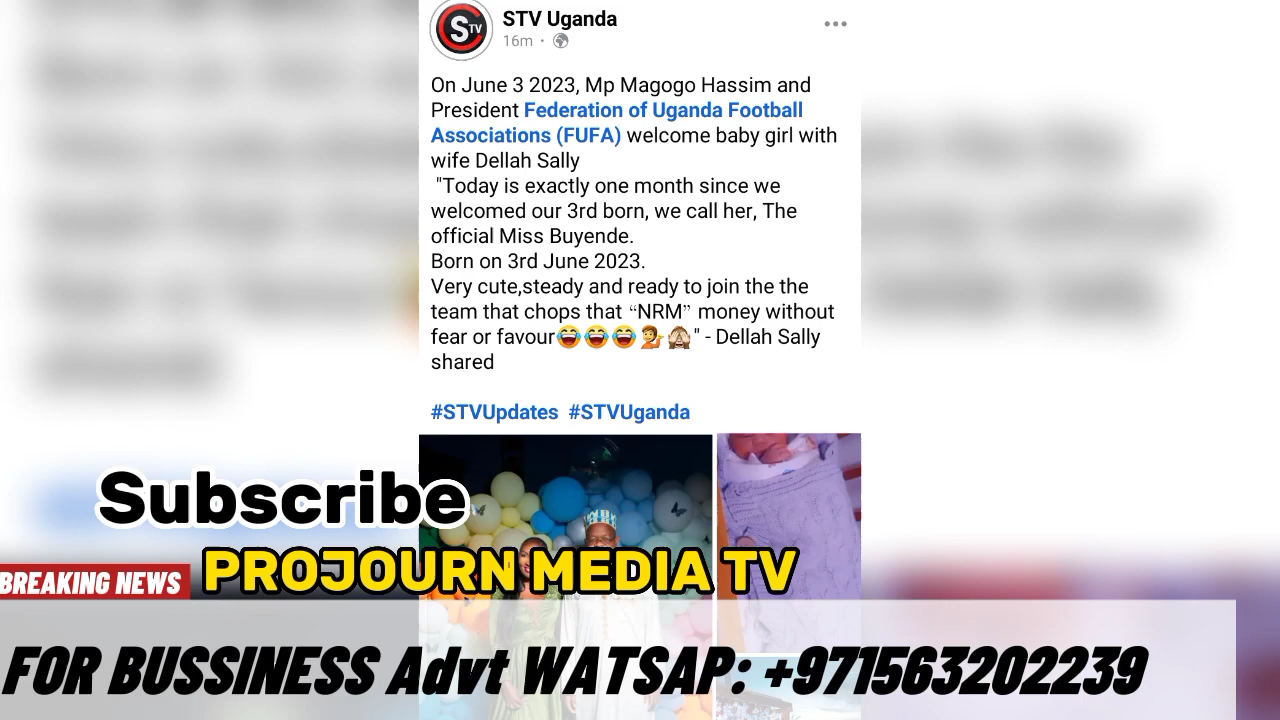 STV
STV Uganda
16m ·
On June 3 2023, Mp Magogo Hassim and
President Federation of Uganda Football
Associations (FUFA) welcome baby girl with
wife Dellah Sally
"Today is exactly one month since we
welcomed our 3rd born, we call her, The
official Miss Buyende.
Born on 3rd June 2023.
Very cute,steady and ready to join the the
team that chops that “NRM” money without
fear or favour😂😂😂💁🙈" - Dellah Sally
shared
#STVUpdates #STVUganda
Subscribe
PROJOURN MEDIA TV
BREAKING NEWS
FOR BUSSINESS Advt WATSAP: +971563202239